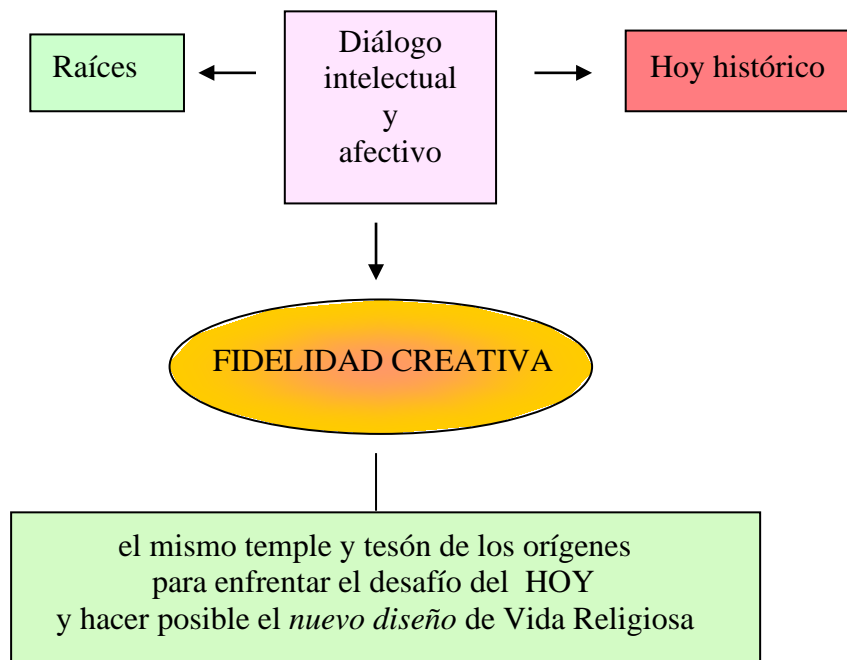 Raíces
Diálogo
intelectual
y
afectivo
Hoy histórico
FIDELIDAD CREATIVA
el mismo temple y tesón de los orígenes
para enfrentar el desafío del HOY
y hacer posible el nuevo diseño de Vida Religiosa